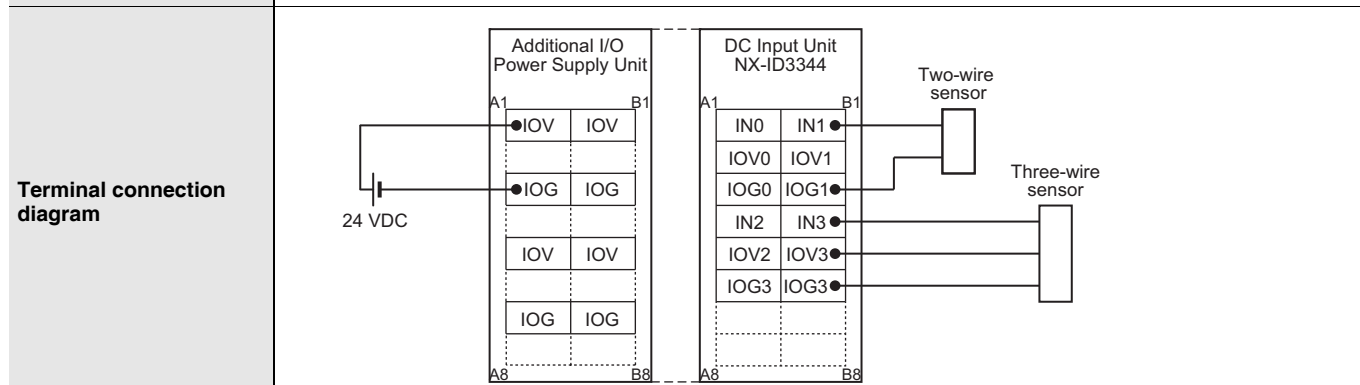 Terminal connection
diagram
Additional I/O
Power Supply Unit
A1 B1
IOV IOV
IOG IOG
IOV IOV
IOG IOG
A8 B8
24 VDC
DC Input Unit
NX-ID3344
A1 B1
IN0 IN1
IOV0 IOV1
IOG0 IOG1
IN2 IN3
IOV2 IOV3
IOG3 IOG3
A8 B8
Two-wire
sensor
Three-wire
sensor